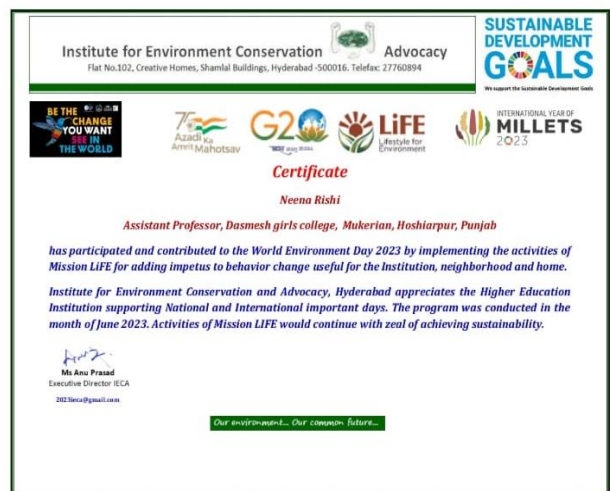 Institute for Environment Conservation Advocacy
Flat No.102, Creative Homes, Shamlal Buildings, Hyderabad -500016. Telefax: 27760894
SUSTAINABLE
DEVELOPMENT
GOALS
We support the Sustainable Development Goals
BE THE
CHANGE
YOU WANT
SEE IN
THE WORLD
75
Azadi Ka
Amrit Mahotsav
G20
LiFE
Lifestyle for
Environment
INTERNATIONAL YEAR OF
MILLETS
2023
Certificate
Neena Rishi
Assistant Professor, Dasmesh girls college, Mukerian, Hoshiarpur, Punjab
has participated and contributed to the World Environment Day 2023 by implementing the activities of
Mission LiFE for adding impetus to behavior change useful for the Institution, neighborhood and home.
Institute for Environment Conservation and Advocacy, Hyderabad appreciates the Higher Education
Institution supporting National and International important days. The program was conducted in the
month of June 2023. Activities of Mission LIFE would continue with zeal of achieving sustainability.
Ms Anu Prasad
Executive Director IECA
2023ieca@gmail.com
Our environment... Our common future...